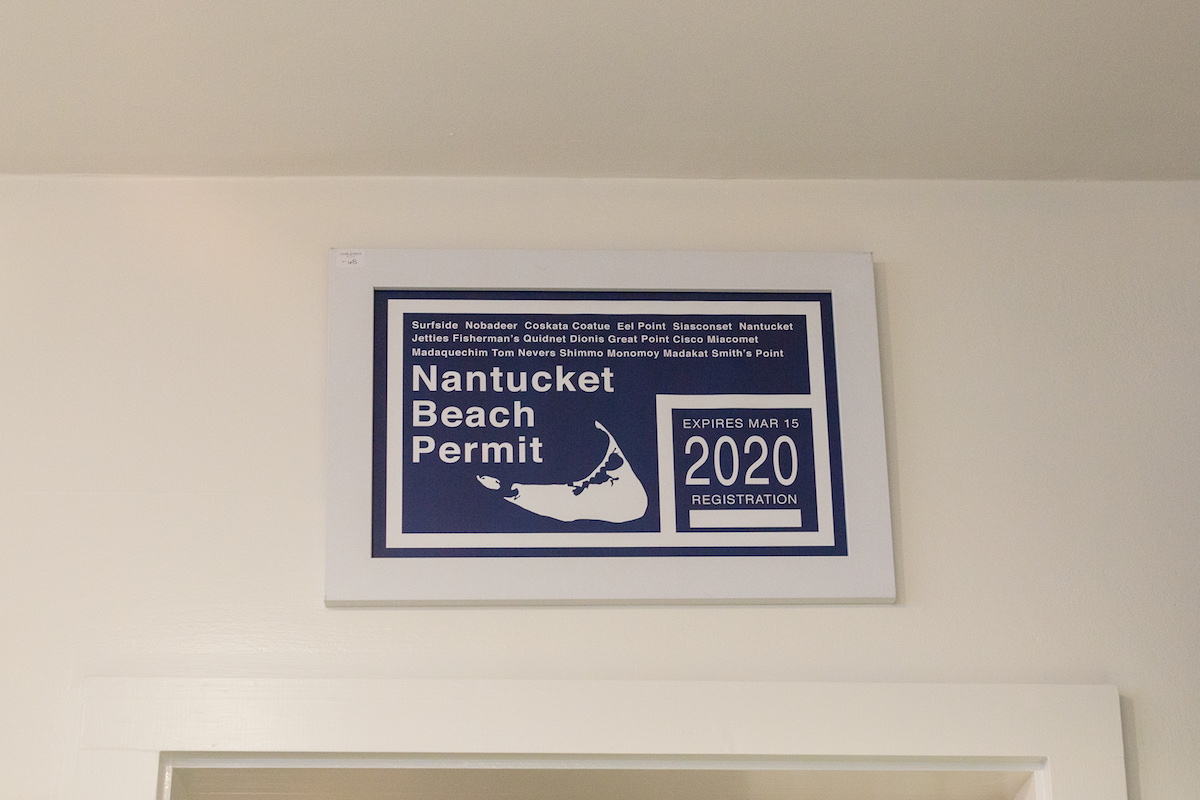 Surfside Nobadeer Coskata Coatue Eel Point Siasconset Nantucket
Jetties Fisherman's Quidnet Dionis Great Point Cisco Miacomet
Madaquechim Tom Nevers Shimmo Monomoy Madakat Smith's Point
Nantucket
Beach
Permit
EXPIRES MAR 15
2020
REGISTRATION